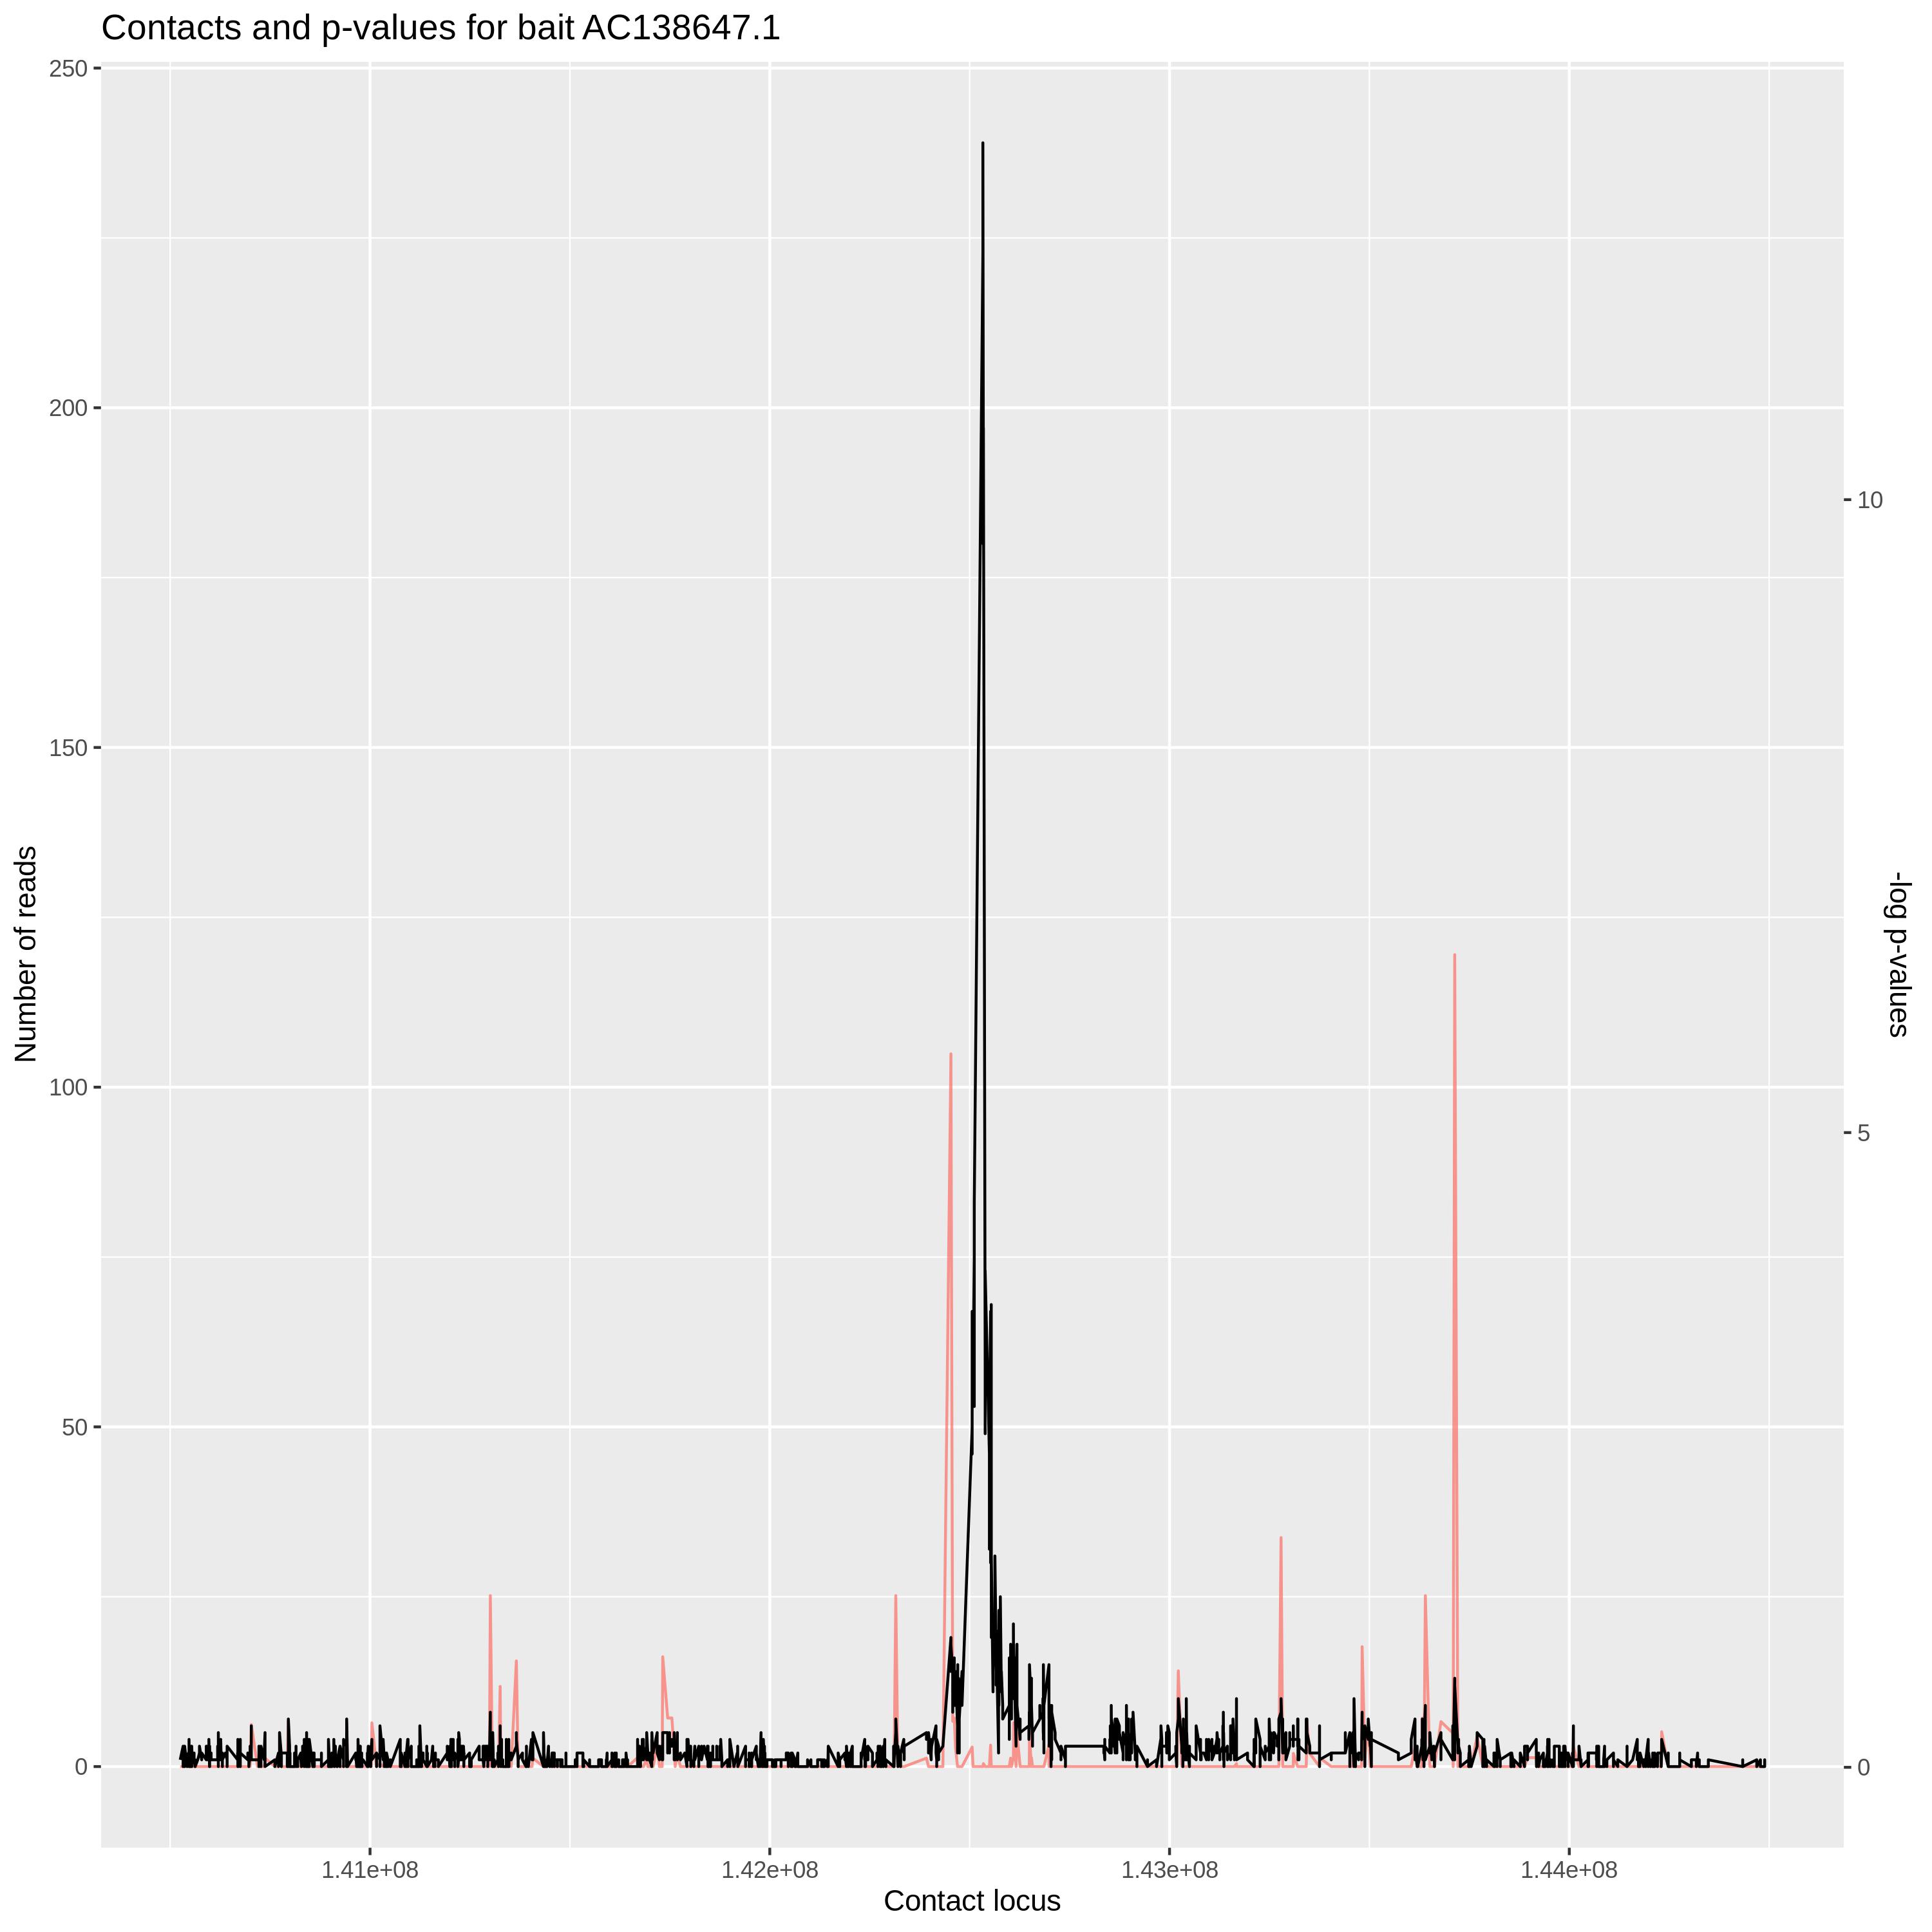 Contacts and p-values for bait AC138647.1
250
200
150
100
50
0
Number of reads
10
5
0
-log p-values
1.41e+08
1.42e+08
1.43e+08
1.44e+08
Contact locus